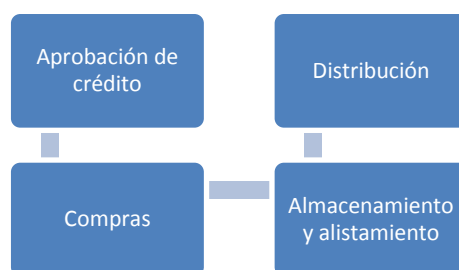 Aprobación de
crédito
Compras
Almacenamiento
y alistamiento
Distribución